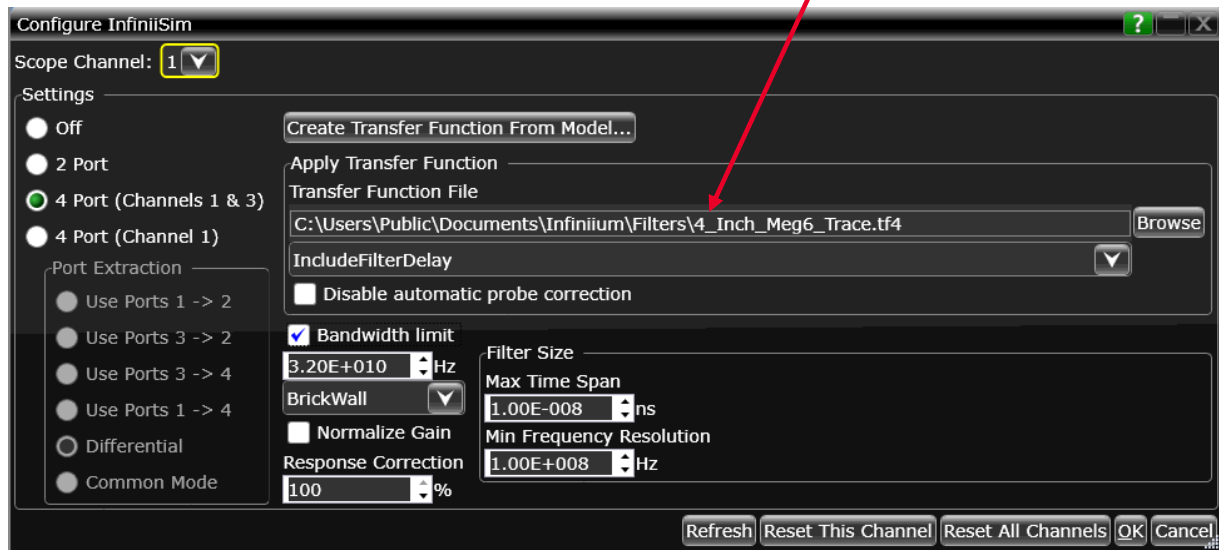 Configure InfiniiSim
?
X
Scope Channel: 1
Settings
Off
2 Port
4 Port (Channels 1 & 3)
4 Port (Channel 1)
Port Extraction
Use Ports 1 -> 2
Use Ports 3 -> 2
Use Ports 3 -> 4
Use Ports 1 -> 4
Differential
Common Mode
Create Transfer Function From Model...
Apply Transfer Function
Transfer Function File
C:\Users\Public\Documents\Infiniium\Filters\4_Inch_Meg6_Trace.tf4
Browse
IncludeFilterDelay
Disable automatic probe correction
Bandwidth limit
3.20E+010 Hz
BrickWall
Normalize Gain
Response Correction
100 %
Filter Size
Max Time Span
1.00E-008 ns
Min Frequency Resolution
1.00E+008 Hz
Refresh Reset This Channel Reset All Channels OK Cancel